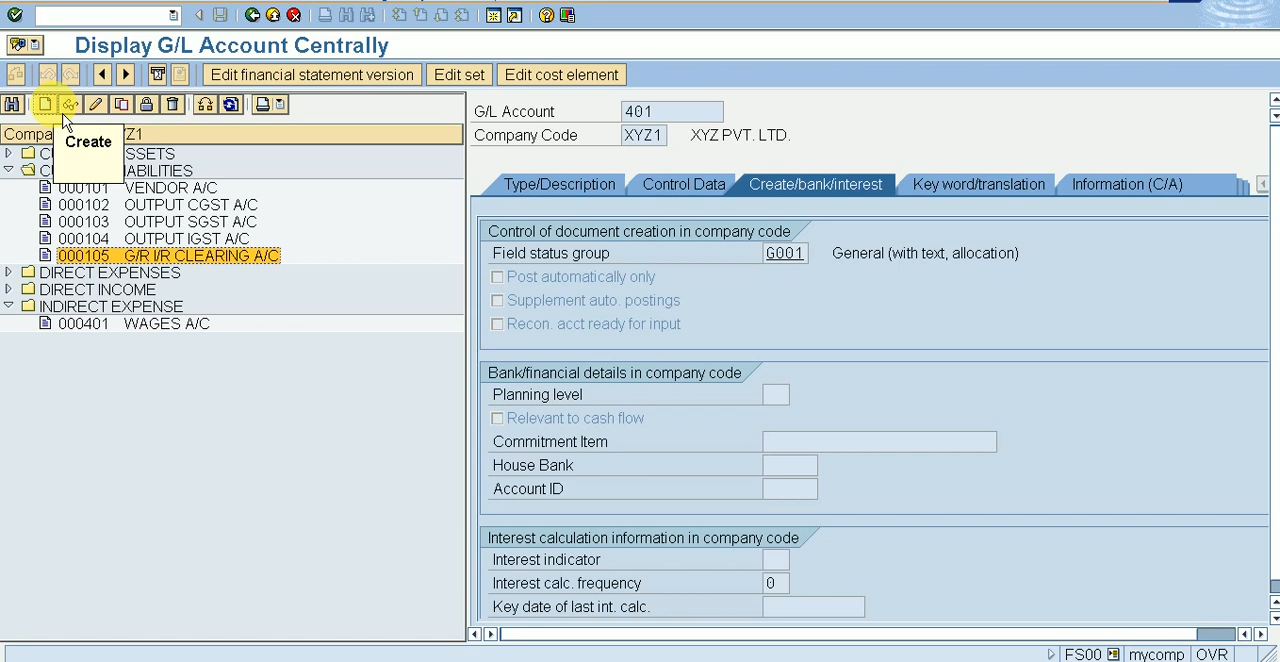 Display G/L Account Centrally
Edit financial statement version Edit set Edit cost element
G/L Account 401
Company Code XYZ1 XYZ PVT. LTD.
Z1
Create
SSETS
ABILITIES
000101 VENDOR A/C
000102 OUTPUT CGST A/C
000103 OUTPUT SGST A/C
000104 OUTPUT IGST A/C
000105 G/R I/R CLEARING A/C
DIRECT EXPENSES
DIRECT INCOME
INDIRECT EXPENSE
000401 WAGES A/C
Type/Description Control Data Create/bank/interest Key word/translation Information (C/A)
Control of document creation in company code
Field status group G001 General (with text, allocation)
Post automatically only
Supplement auto. postings
Recon. acct ready for input
Bank/financial details in company code
Planning level
Relevant to cash flow
Commitment Item
House Bank
Account ID
Interest calculation information in company code
Interest indicator
Interest calc. frequency 0
Key date of last int. calc.
FS00 mycomp OVR